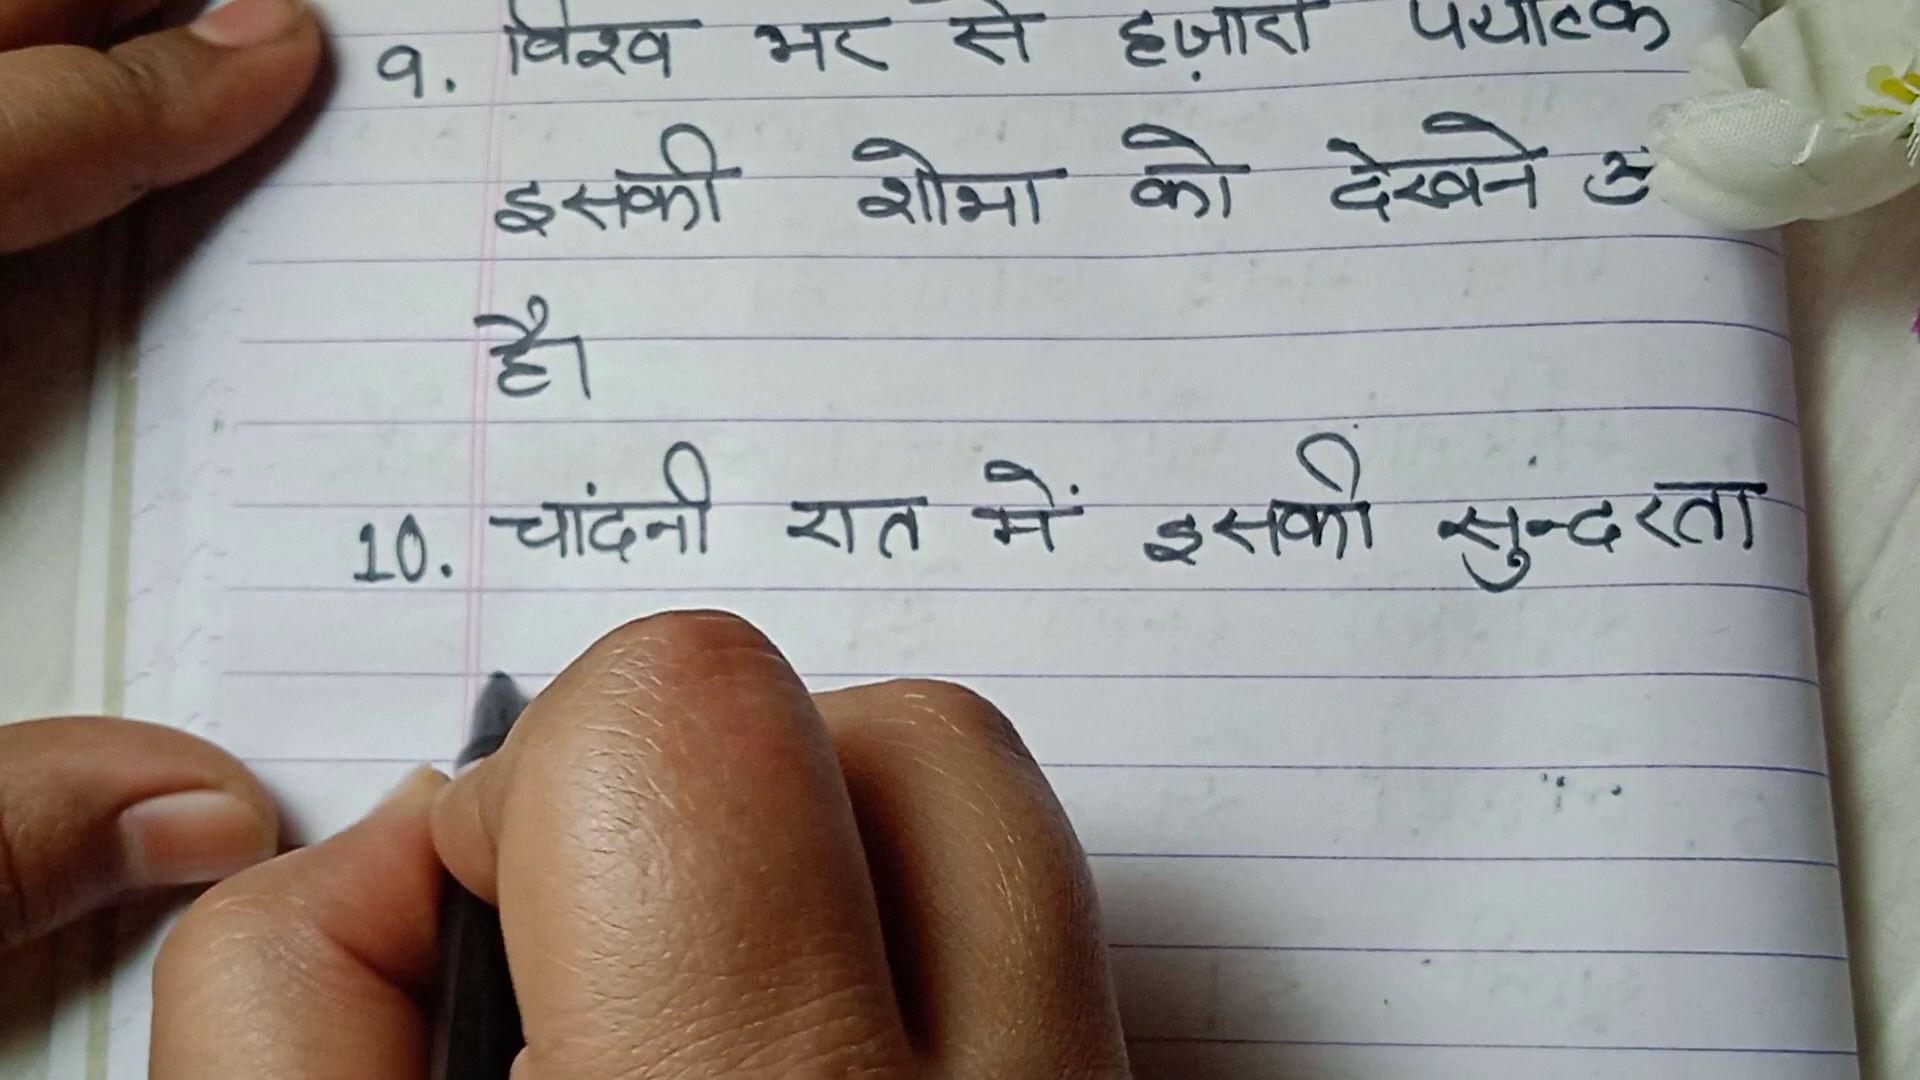 9. विश्व भर से हज़ारों पर्यटक
इसकी शोभा को देखने
है।
10. चांदनी रात में इसकी सुन्दरता